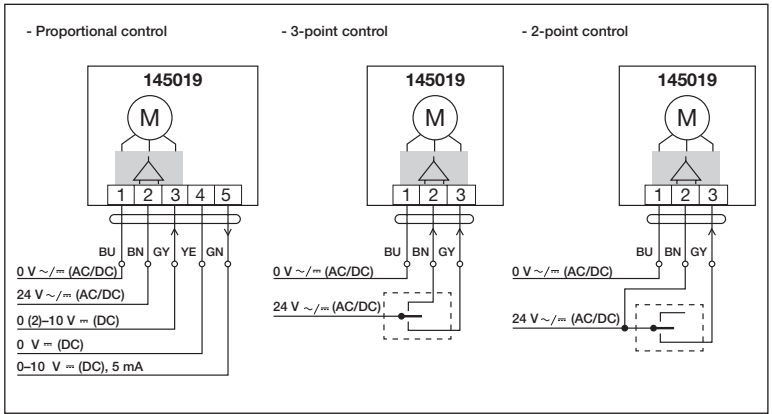 - Proportional control
145019
M
1 2 3 4 5
BU BN GY YE GN
0 V ~/⎓ (AC/DC)
24 V ~/⎓ (AC/DC)
0 (2)–10 V ⎓ (DC)
0 V ⎓ (DC)
0–10 V ⎓ (DC), 5 mA
- 3-point control
145019
M
1 2 3
BU BN GY
0 V ~/⎓ (AC/DC)
24 V ~/⎓ (AC/DC)
- 2-point control
145019
M
1 2 3
BU BN GY
0 V ~/⎓ (AC/DC)
24 V ~/⎓ (AC/DC)